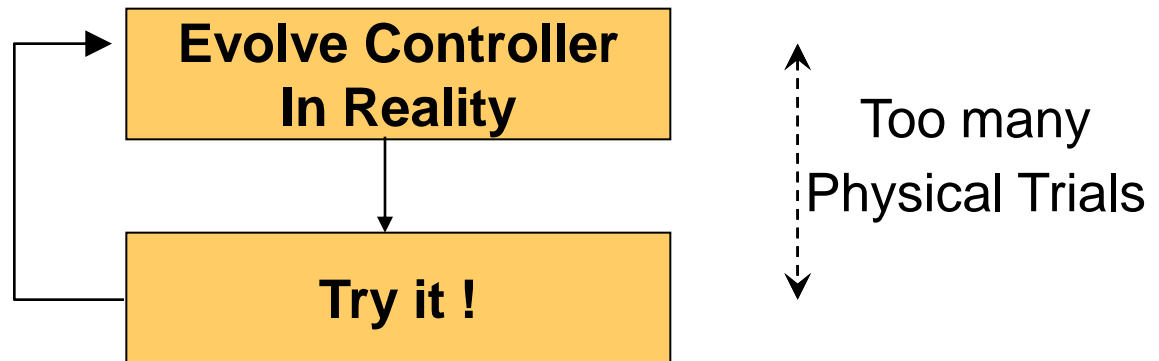 Evolve Controller
In Reality
Too many
Physical Trials
Try it !